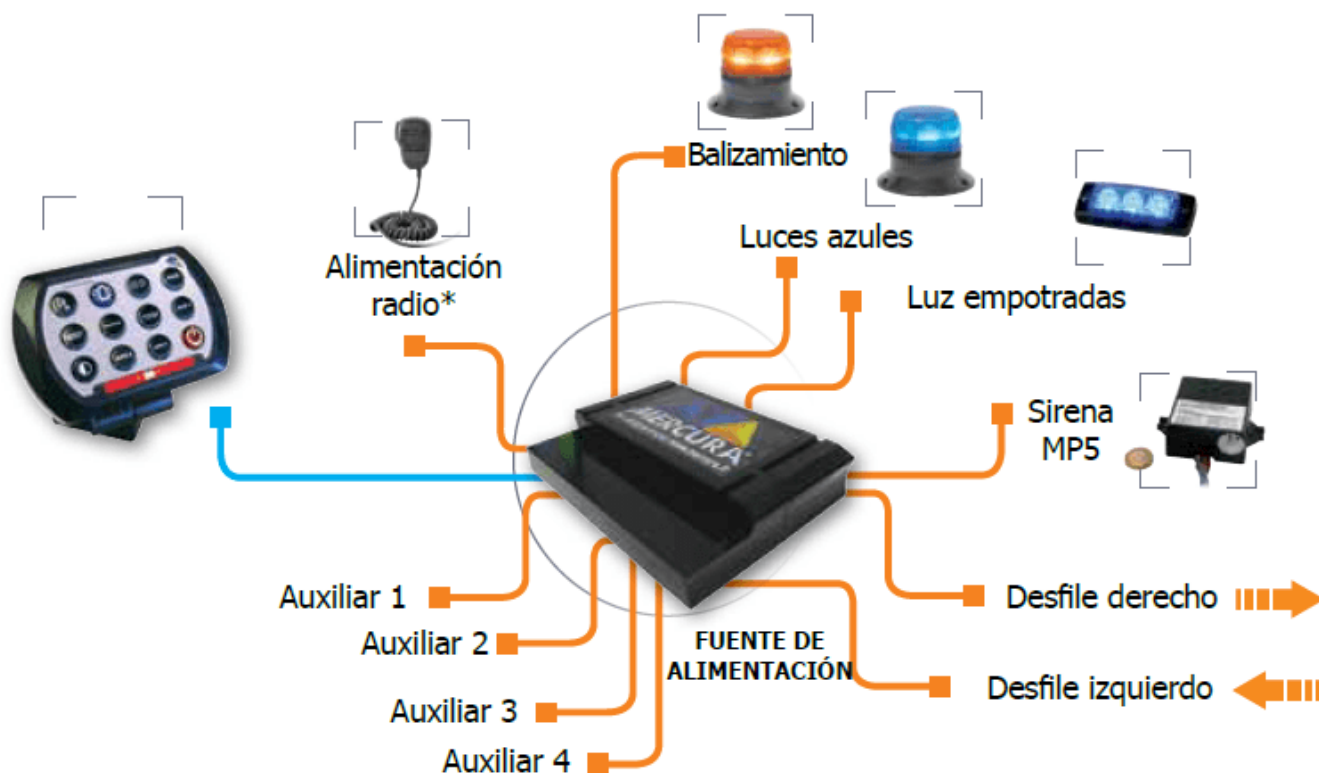 Balizamiento
Luces azules
Alimentación
radio*
Luz empotradas
MERCURA
Sirena
MP5
Auxiliar 1
Desfile derecho
Auxiliar 2
FUENTE DE
ALIMENTACIÓN
Desfile izquierdo
Auxiliar 3
Auxiliar 4